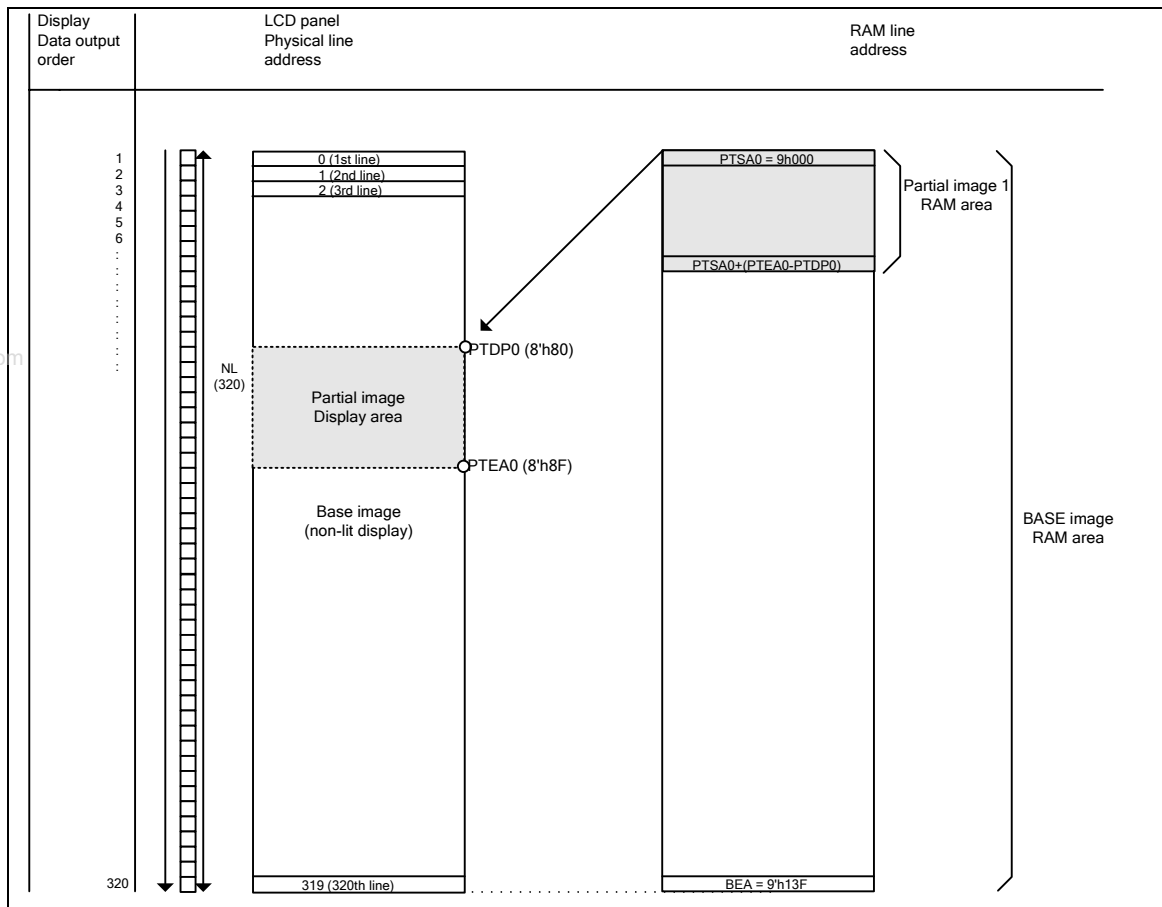 Display
Data output
order
LCD panel
Physical line
address
RAM line
address
1
2
3
4
5
6
:
:
:
:
:
:
:
:
320
NL
(320)
0 (1st line)
1 (2nd line)
2 (3rd line)
PTDP0 (8'h80)
Partial image
Display area
PTEA0 (8'h8F)
Base image
(non-lit display)
319 (320th line)
PTSA0 = 9h000
PTSA0+(PTEA0-PTDP0)
BEA = 9'h13F
Partial image 1
RAM area
BASE image
RAM area
om